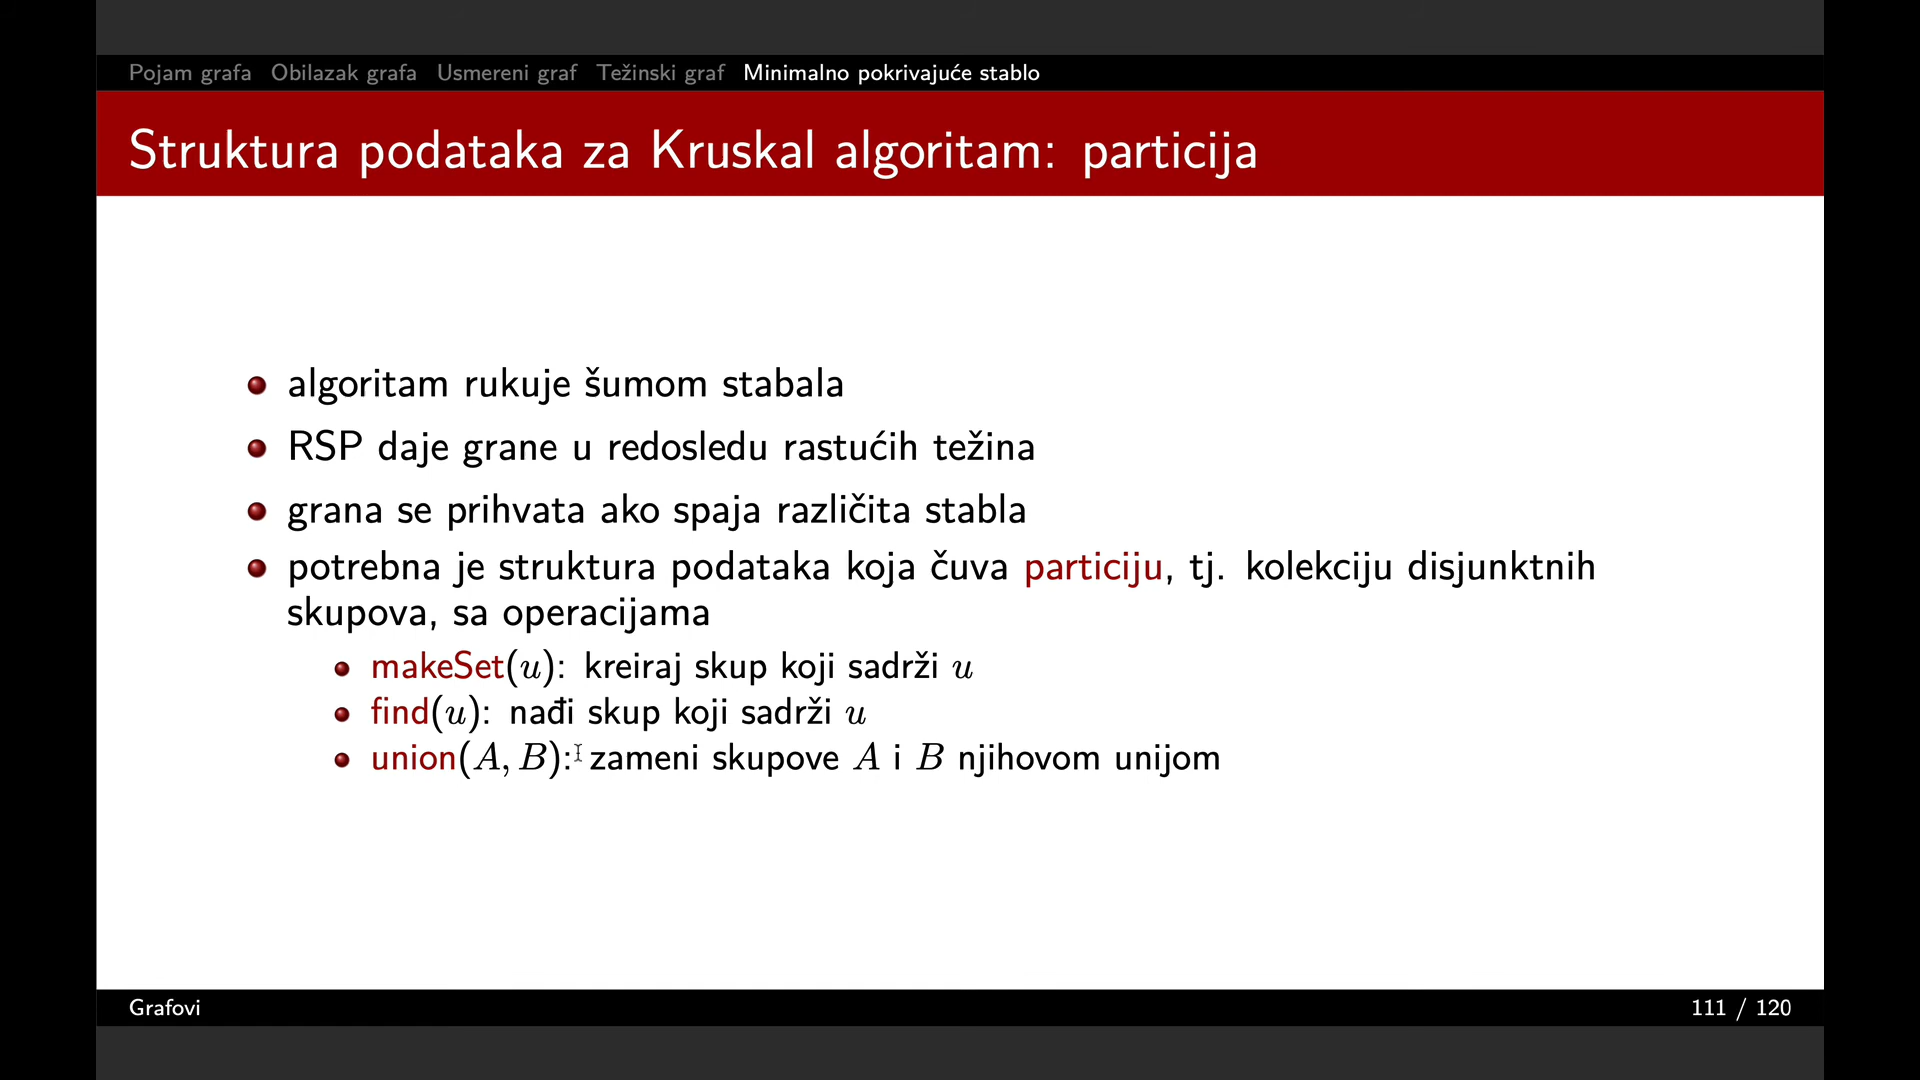 Pojam grafa Obilazak grafa Usmereni graf Težinski graf Minimalno pokrivajuće stablo
Struktura podataka za Kruskal algoritam: particija
algoritam rukuje šumom stabala
RSP daje grane u redosledu rastućih težina
grana se prihvata ako spaja različita stabla
potrebna je struktura podataka koja čuva particiju, tj. kolekciju disjunktnih
skupova, sa operacijama
makeSet(u): kreiraj skup koji sadrži u
find(u): nađi skup koji sadrži u
union(A, B): zameni skupove A i B njihovom unijom
Grafovi
111 / 120